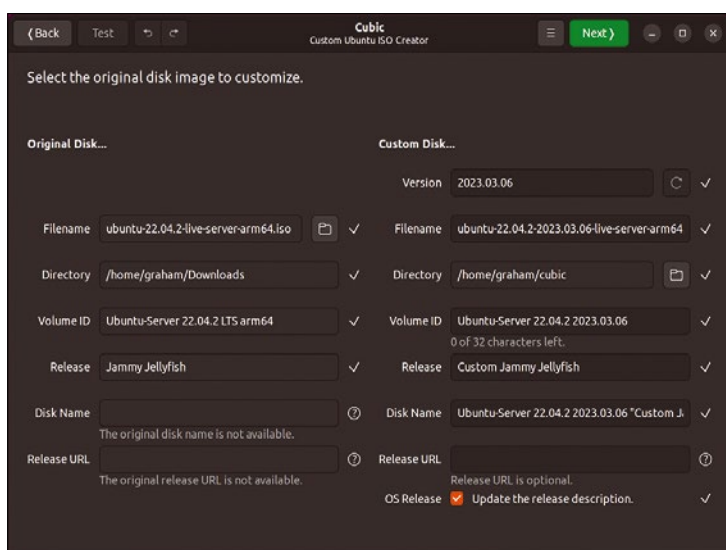 Cubic
Custom Ubuntu ISO Creator
Back
Test
Next
Select the original disk image to customize.
Original Disk...
Custom Disk...
Version 2023.03.06
Filename ubuntu-22.04.2-live-server-arm64.iso
Filename ubuntu-22.04.2-2023.03.06-live-server-arm64
Directory /home/graham/Downloads
Directory /home/graham/cubic
Volume ID Ubuntu-Server 22.04.2 LTS arm64
Volume ID Ubuntu-Server 22.04.2 2023.03.06
0 of 32 characters left.
Release Jammy Jellyfish
Release Custom Jammy Jellyfish
Disk Name
The original disk name is not available.
Disk Name Ubuntu-Server 22.04.2 2023.03.06 "Custom J
Release URL
The original release URL is not available.
Release URL
Release URL is optional.
OS Release Update the release description.